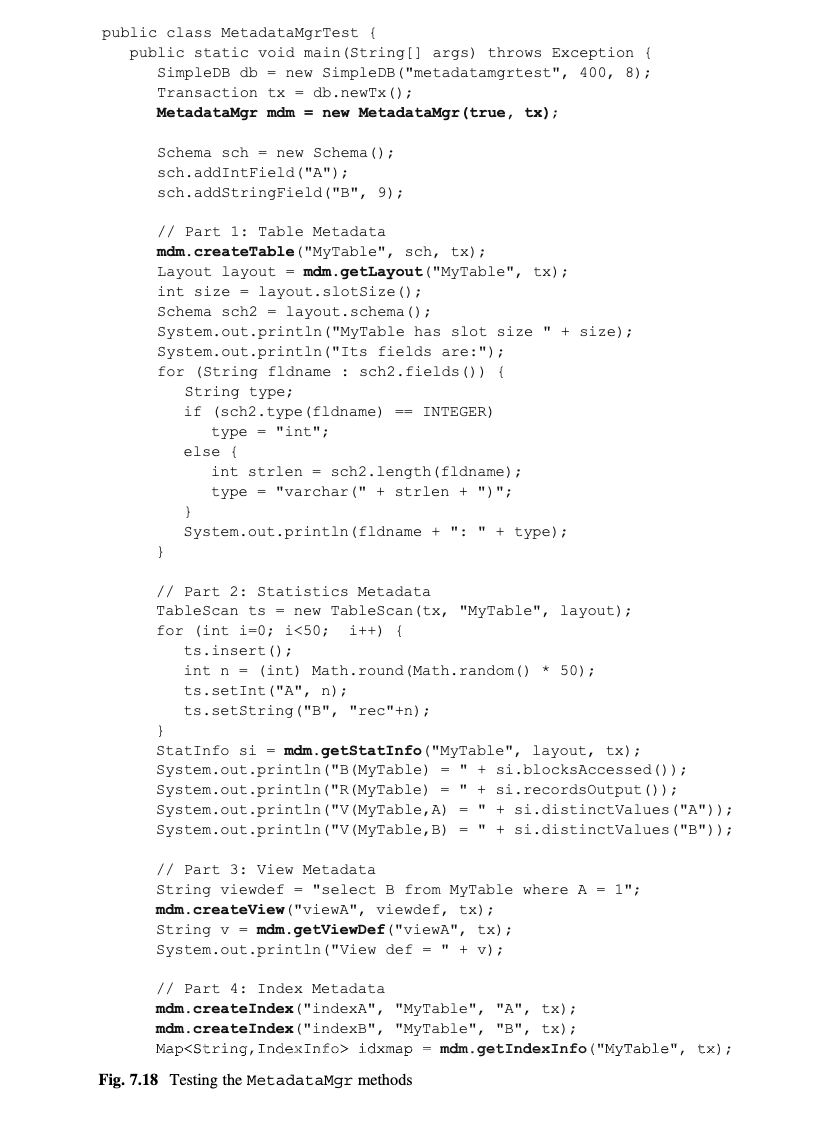 public class MetadataMgrTest {
   public static void main(String[] args) throws Exception {
      SimpleDB db = new SimpleDB("metadatamgrtest", 400, 8);
      Transaction tx = db.newTx();
      MetadataMgr mdm = new MetadataMgr(true, tx);

      Schema sch = new Schema();
      sch.addIntField("A");
      sch.addStringField("B", 9);

      // Part 1: Table Metadata
      mdm.createTable("MyTable", sch, tx);
      Layout layout = mdm.getLayout("MyTable", tx);
      int size = layout.slotSize();
      Schema sch2 = layout.schema();
      System.out.println("MyTable has slot size " + size);
      System.out.println("Its fields are:");
      for (String fldname : sch2.fields()) {
         String type;
         if (sch2.type(fldname) == INTEGER)
            type = "int";
         else {
            int strlen = sch2.length(fldname);
            type = "varchar(" + strlen + ")";
         }
         System.out.println(fldname + ": " + type);
      }

      // Part 2: Statistics Metadata
      TableScan ts = new TableScan(tx, "MyTable", layout);
      for (int i=0; i<50;  i++) {
         ts.insert();
         int n = (int) Math.round(Math.random() * 50);
         ts.setInt("A", n);
         ts.setString("B", "rec"+n);
      }
      StatInfo si = mdm.getStatInfo("MyTable", layout, tx);
      System.out.println("B(MyTable) = " + si.blocksAccessed());
      System.out.println("R(MyTable) = " + si.recordsOutput());
      System.out.println("V(MyTable,A) = " + si.distinctValues("A"));
      System.out.println("V(MyTable,B) = " + si.distinctValues("B"));

      // Part 3: View Metadata
      String viewdef = "select B from MyTable where A = 1";
      mdm.createView("viewA", viewdef, tx);
      String v = mdm.getViewDef("viewA", tx);
      System.out.println("View def = " + v);

      // Part 4: Index Metadata
      mdm.createIndex("indexA", "MyTable", "A", tx);
      mdm.createIndex("indexB", "MyTable", "B", tx);
      Map<String,IndexInfo> idxmap = mdm.getIndexInfo("MyTable", tx);
Fig. 7.18 Testing the MetadataMgr methods